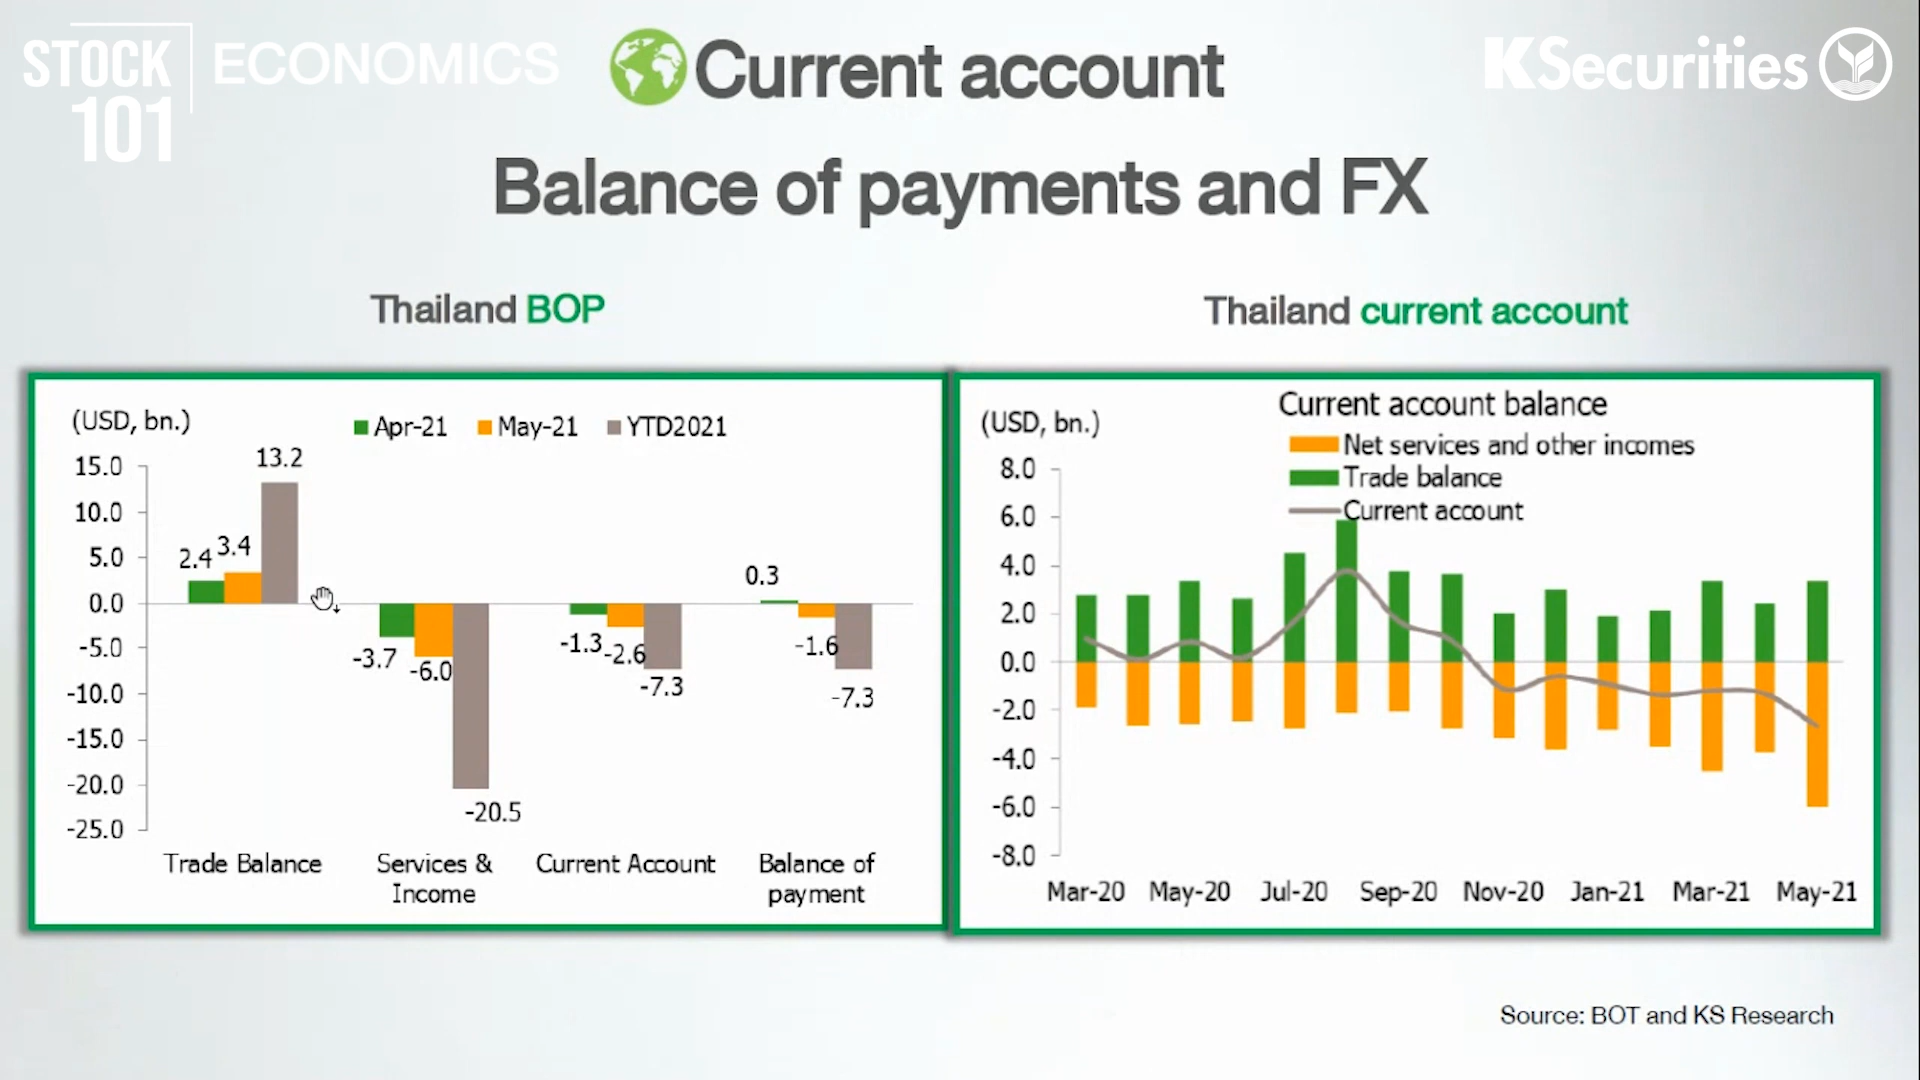 STOCK
101
ECONOMICS
Current account
KSecurities
Balance of payments and FX
Thailand BOP
(USD, bn.)
Apr-21
May-21
YTD2021
15.0
10.0
5.0
0.0
-5.0
-10.0
-15.0
-20.0
-25.0
2.4
3.4
13.2
-3.7
-6.0
-20.5
-1.3
-2.6
-7.3
0.3
-1.6
-7.3
Trade Balance
Services &
Income
Current Account
Balance of
payment
Thailand current account
Current account balance
(USD, bn.)
Net services and other incomes
Trade balance
Current account
8.0
6.0
4.0
2.0
0.0
-2.0
-4.0
-6.0
-8.0
Mar-20
May-20
Jul-20
Sep-20
Nov-20
Jan-21
Mar-21
May-21
Source: BOT and KS Research